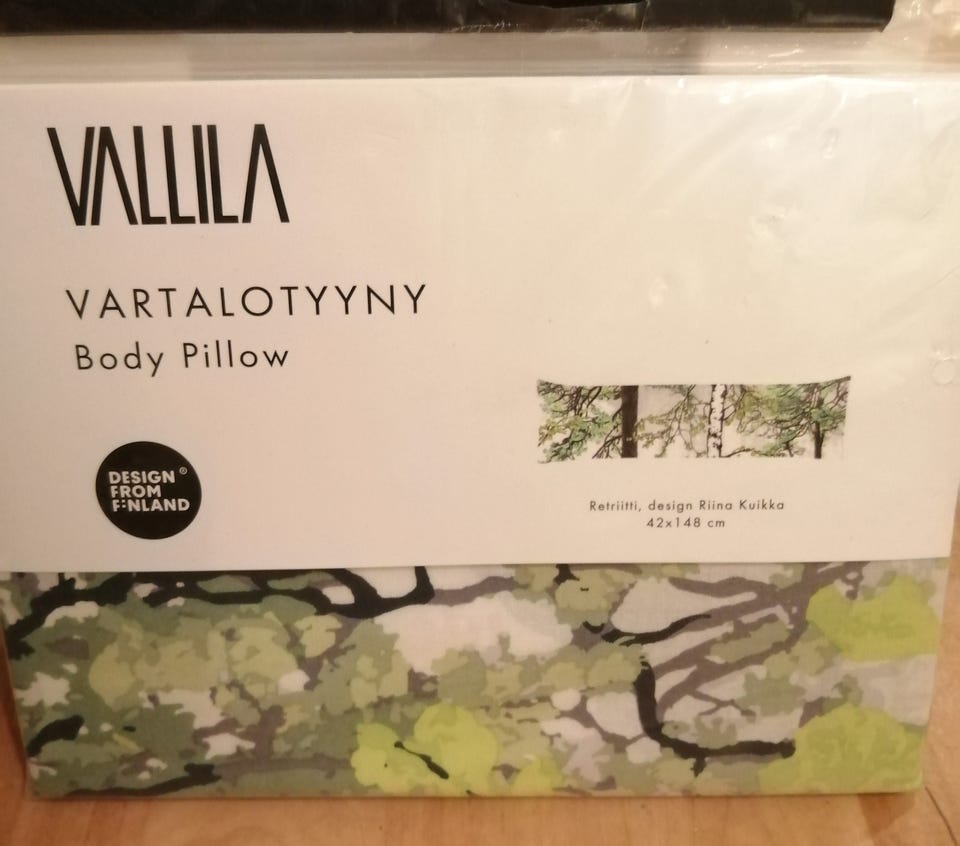 VALLILA
VARTALOTYYNY
Body Pillow
DESIGN®
FROM
FINLAND
Retriitti, design Riina Kuikka
42x148 cm